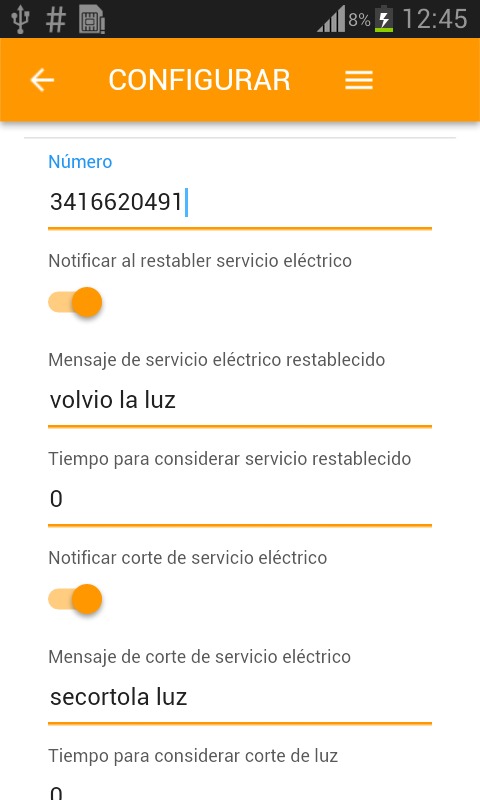 8%
12:45
CONFIGURAR
Número
3416620491
Notificar al restabler servicio eléctrico
Mensaje de servicio eléctrico restablecido
volvio la luz
Tiempo para considerar servicio restablecido
0
Notificar corte de servicio eléctrico
Mensaje de corte de servicio eléctrico
secortola luz
Tiempo para considerar corte de luz
0